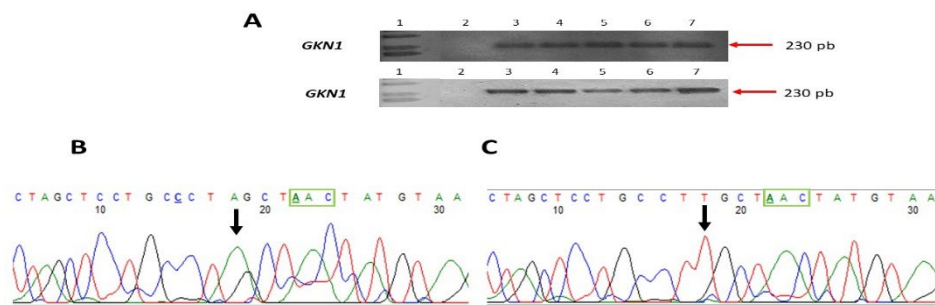 A
1 2 3 4 5 6 7
GKN1 230 pb
1 2 3 4 5 6 7
GKN1 230 pb
B
C T A G C T C C T G C C C T A G C T A A C T A T G T A A
10 20 30
C
C T A G C T C C T G C C T T G C T A A C T A T G T A A
10 20 30